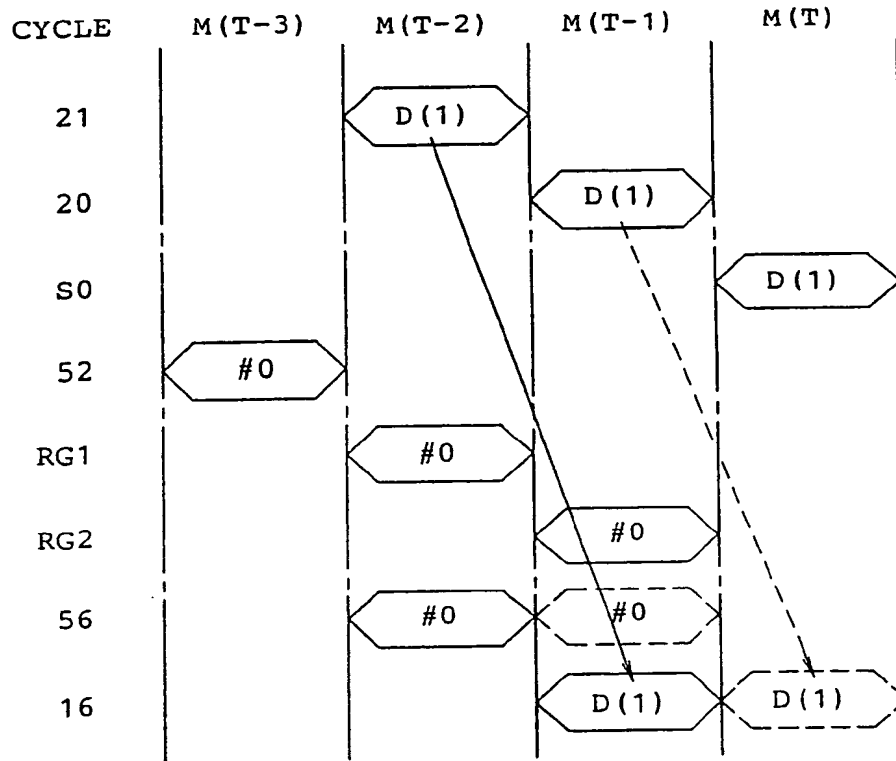 CYCLE M(T-3) M(T-2) M(T-1) M(T)
21 D(1)
20 D(1)
S0 D(1)
52 #0
RG1 #0
RG2 #0
56 #0 #0
16 D(1) D(1)